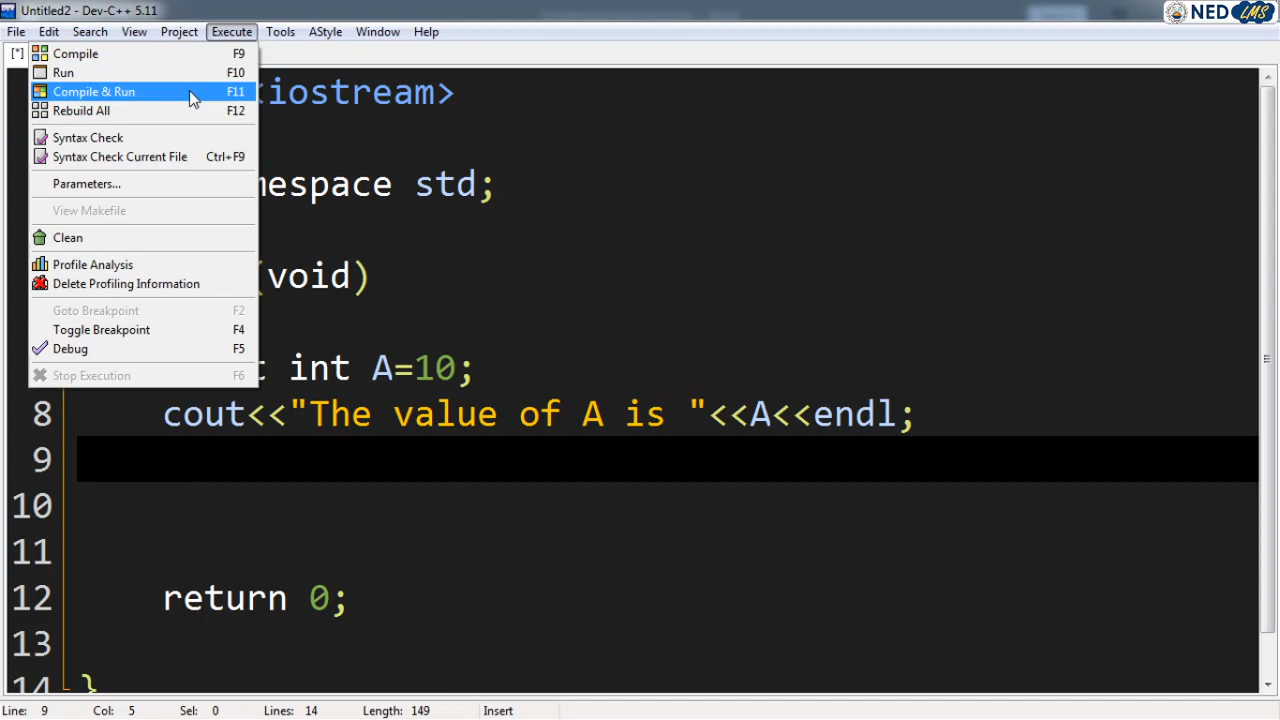 Untitled2 - Dev-C++ 5.11
NED LMS
File Edit Search View Project Execute Tools AStyle Window Help
[*]
Compile F9
Run F10
Compile & Run F11
Rebuild All F12
Syntax Check
Syntax Check Current File Ctrl+F9
Parameters...
View Makefile
Clean
Profile Analysis
Delete Profiling Information
Goto Breakpoint F2
Toggle Breakpoint F4
Debug F5
Stop Execution F6
<iostream>
mespace std;
(void)
t int A=10;
8 cout<<"The value of A is "<<A<<endl;
9
10
11
12 return 0;
13
14 }
Line: 9 Col: 5 Sel: 0 Lines: 14 Length: 149 Insert